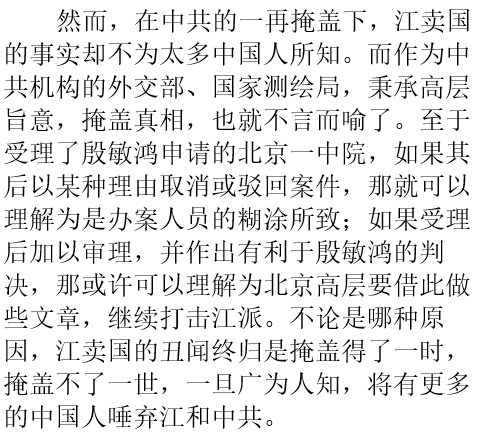 然而，在中共的一再掩盖下，江卖国
的事实却不为太多中国人所知。而作为中
共机构的外交部、国家测绘局，秉承高层
旨意，掩盖真相，也就不言而喻了。至于
受理了殷敏鸿申请的北京一中院，如果其
后以某种理由取消或驳回案件，那就可以
理解为是办案人员的糊涂所致；如果受理
后加以审理，并作出有利于殷敏鸿的判
决，那或许可以理解为北京高层要借此做
些文章，继续打击江派。不论是哪种原
因，江卖国的丑闻终归是掩盖得了一时，
掩盖不了一世，一旦广为人知，将有更多
的中国人唾弃江和中共。